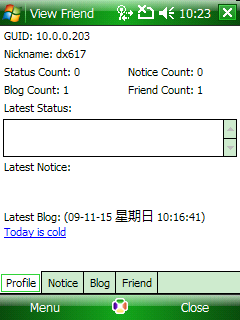 View Friend 10:23
GUID: 10.0.0.203
Nickname: dx617
Status Count: 0 Notice Count: 0
Blog Count: 1 Friend Count: 1
Latest Status:
Latest Notice:
Latest Blog: (09-11-15 星期日 10:16:41)
Today is cold
Profile Notice Blog Friend
Menu Close